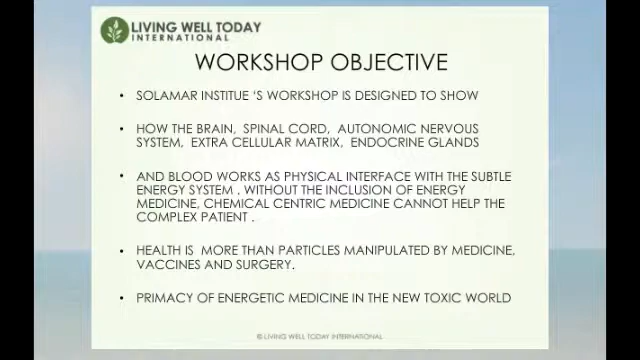 LIVING WELL TODAY
INTERNATIONAL
WORKSHOP OBJECTIVE
• SOLAMAR INSTITUE ‘S WORKSHOP IS DESIGNED TO SHOW
• HOW THE BRAIN, SPINAL CORD, AUTONOMIC NERVOUS
SYSTEM, EXTRA CELLULAR MATRIX, ENDOCRINE GLANDS
• AND BLOOD WORKS AS PHYSICAL INTERFACE WITH THE SUBTLE
ENERGY SYSTEM . WITHOUT THE INCLUSION OF ENERGY
MEDICINE, CHEMICAL CENTRIC MEDICINE CANNOT HELP THE
COMPLEX PATIENT .
• HEALTH IS MORE THAN PARTICLES MANIPULATED BY MEDICINE,
VACCINES AND SURGERY.
• PRIMACY OF ENERGETIC MEDICINE IN THE NEW TOXIC WORLD
© LIVING WELL TODAY INTERNATIONAL